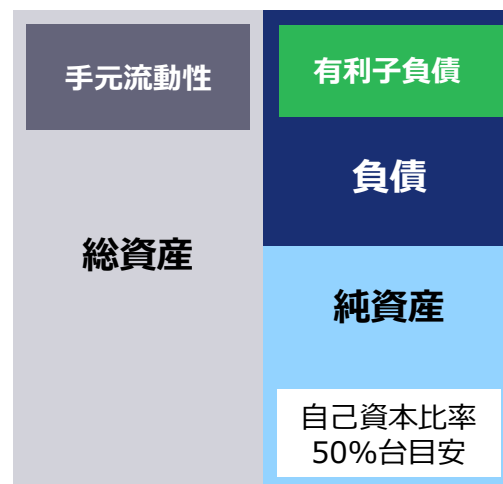 手元流動性
総資産
有利子負債
負債
純資産
自己資本比率
50%台目安